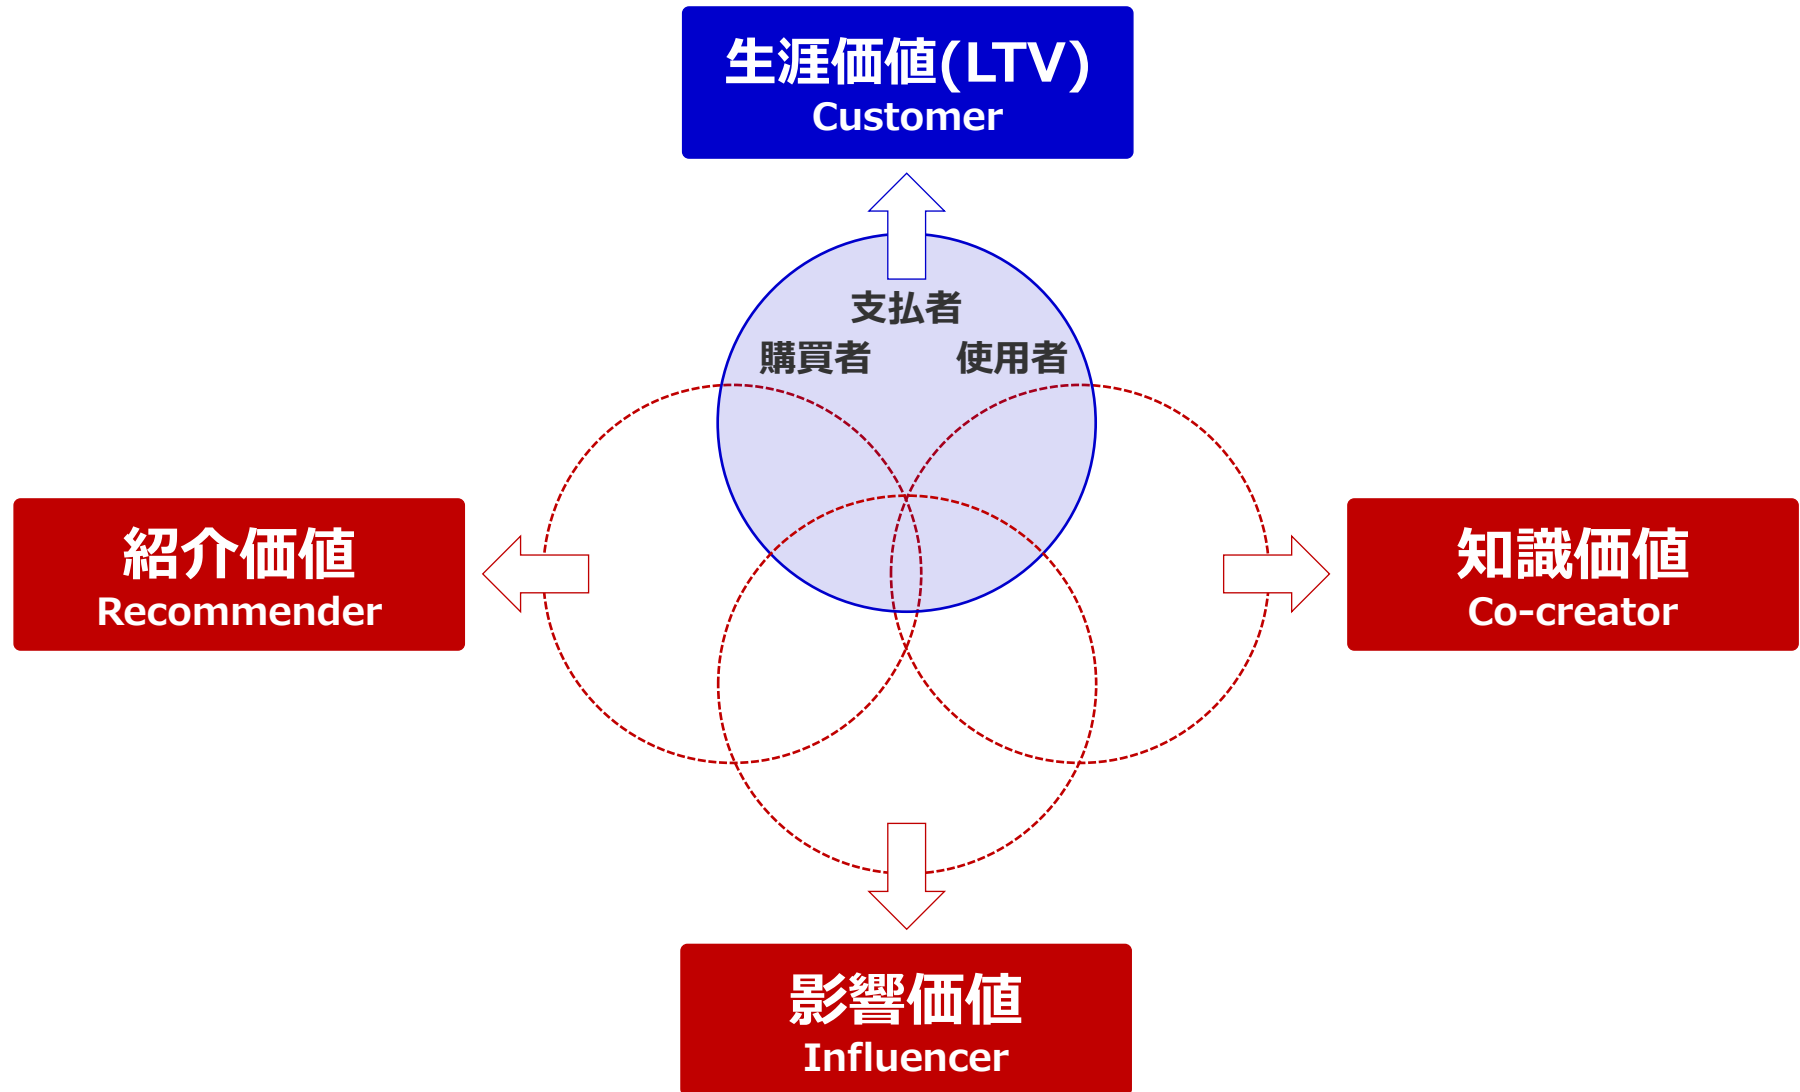 生涯価値(LTV)
Customer
支払者
購買者
使用者
紹介価値
Recommender
知識価値
Co-creator
影響価値
Influencer